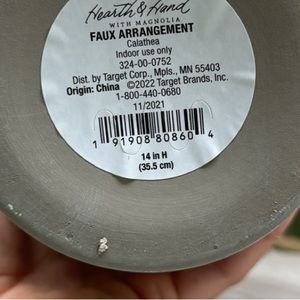 Hearth & Hand
WITH MAGNOLIA
FAUX ARRANGEMENT
Calathea
Indoor use only
324-00-0752
Dist. by Target Corp., Mpls., MN 55403
Origin: China ©2022 Target Brands, Inc.
1-800-440-0680
11/2021
1 91908 80860 4
14 in H
(35.5 cm)